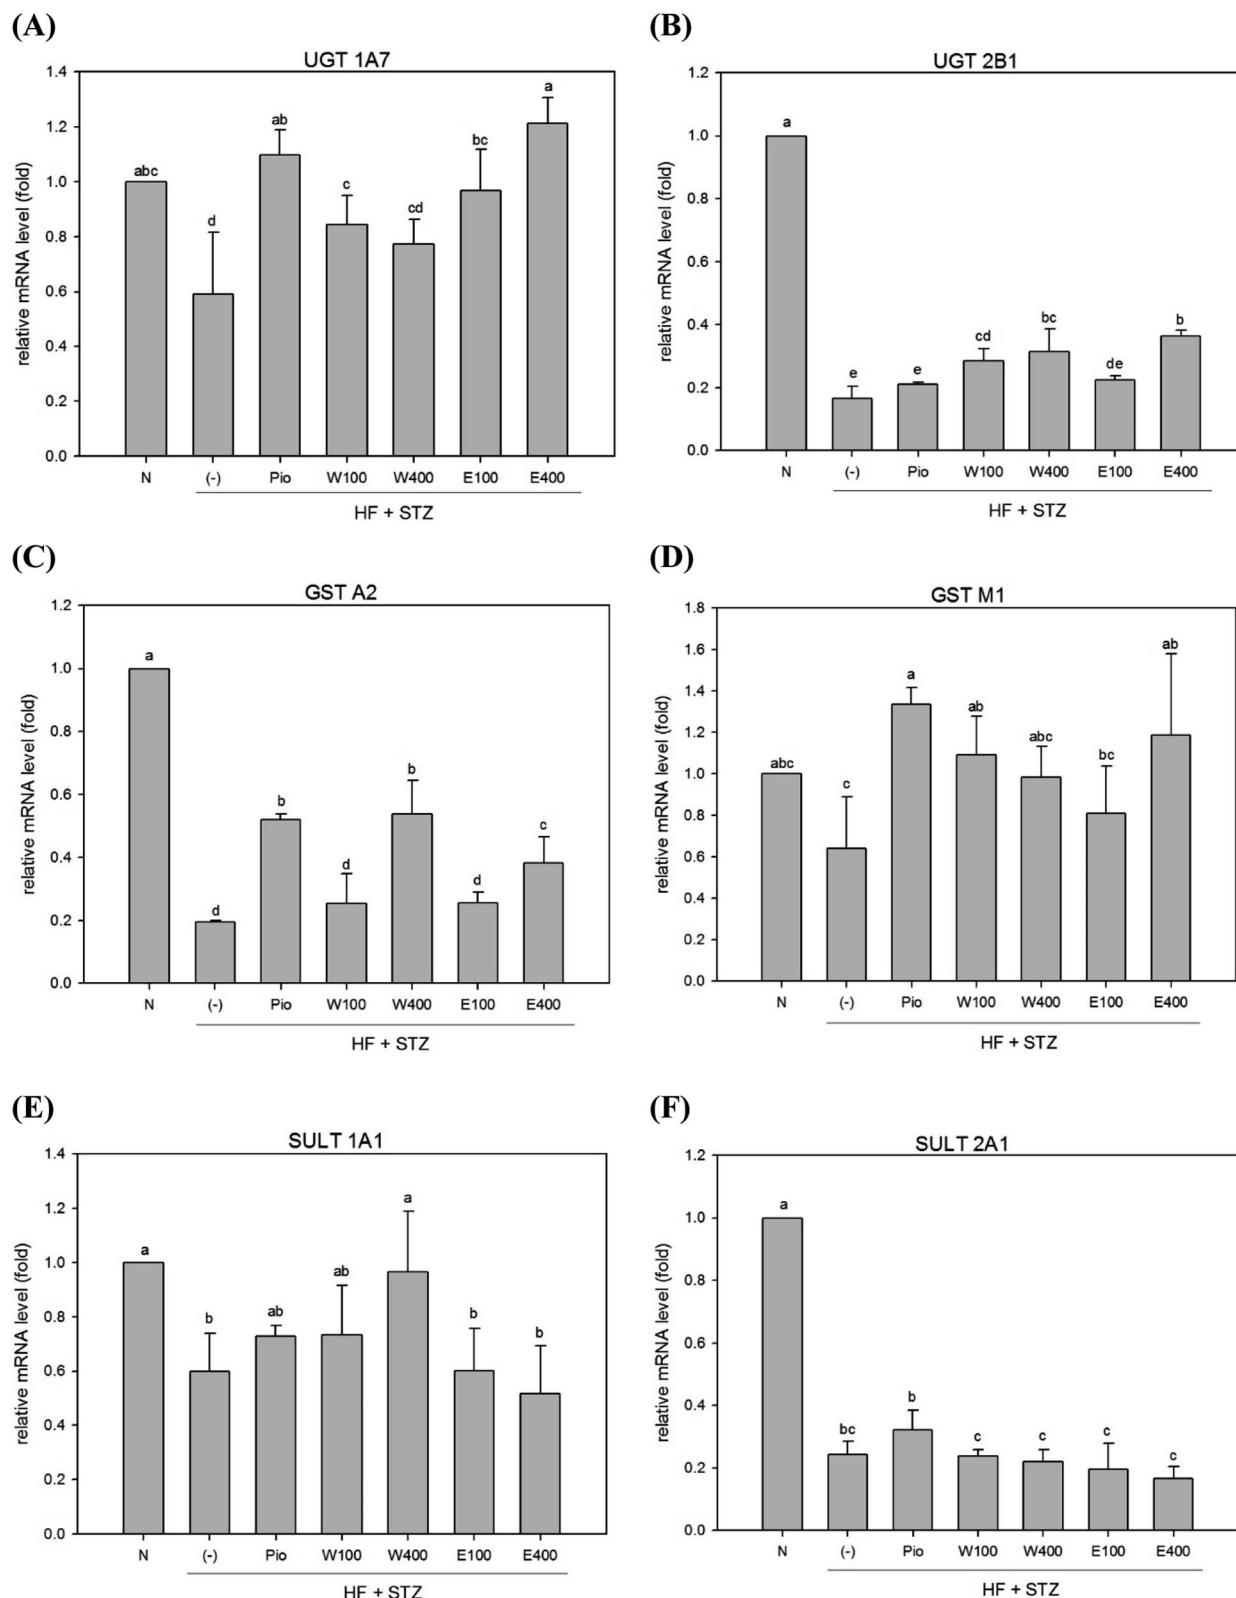 (A)
UGT 1A7
relative mRNA level (fold)
1.4
1.2
1.0
0.8
0.6
0.4
0.2
0.0
abc
d
ab
c
cd
bc
a
N (-) Pio W100 W400 E100 E400
HF + STZ
(B)
UGT 2B1
relative mRNA level (fold)
1.2
1.0
0.8
0.6
0.4
0.2
0.0
a
e
e
cd
bc
de
b
N (-) Pio W100 W400 E100 E400
HF + STZ
(C)
GST A2
relative mRNA level (fold)
1.2
1.0
0.8
0.6
0.4
0.2
0.0
a
d
b
d
b
d
c
N (-) Pio W100 W400 E100 E400
HF + STZ
(D)
GST M1
relative mRNA level (fold)
1.8
1.6
1.4
1.2
1.0
0.8
0.6
0.4
0.2
0.0
abc
c
a
ab
abc
bc
ab
N (-) Pio W100 W400 E100 E400
HF + STZ
(E)
SULT 1A1
relative mRNA level (fold)
1.4
1.2
1.0
0.8
0.6
0.4
0.2
0.0
a
b
ab
ab
a
b
b
N (-) Pio W100 W400 E100 E400
HF + STZ
(F)
SULT 2A1
relative mRNA level (fold)
1.2
1.0
0.8
0.6
0.4
0.2
0.0
a
bc
b
c
c
c
c
N (-) Pio W100 W400 E100 E400
HF + STZ